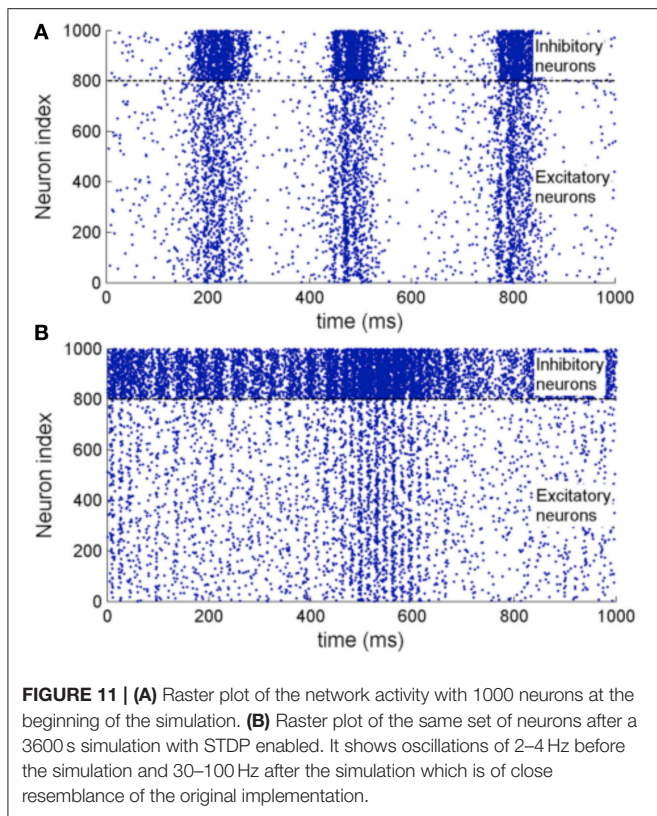 A
1000
800
600
400
200
0
Neuron index
Inhibitory
neurons
Excitatory
neurons
0 200 400 600 800 1000
time (ms)
B
1000
800
600
400
200
0
Neuron index
Inhibitory
neurons
Excitatory
neurons
0 200 400 600 800 1000
time (ms)
FIGURE 11 | (A) Raster plot of the network activity with 1000 neurons at the
beginning of the simulation. (B) Raster plot of the same set of neurons after a
3600 s simulation with STDP enabled. It shows oscillations of 2–4 Hz before
the simulation and 30–100 Hz after the simulation which is of close
resemblance of the original implementation.